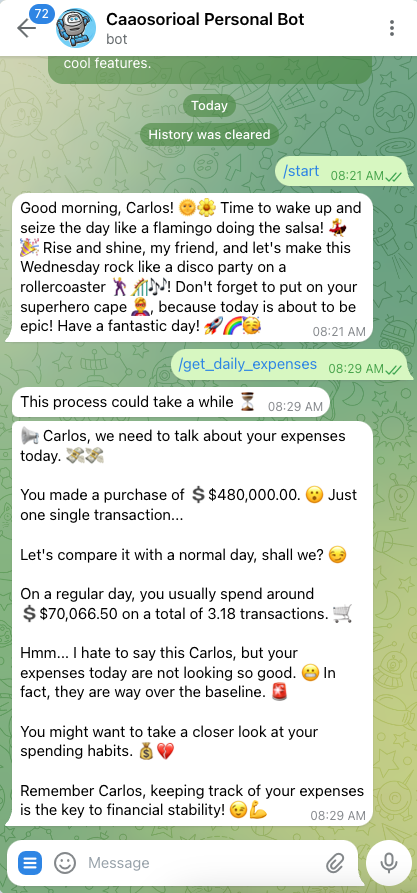 72
Caaosorioal Personal Bot
bot
cool features.
Today
History was cleared
/start 08:21 AM
Good morning, Carlos! 🌞🌼 Time to wake up and
seize the day like a flamingo doing the salsa! 💃
🎉 Rise and shine, my friend, and let's make this
Wednesday rock like a disco party on a
rollercoaster 🕺🎢🎶! Don't forget to put on your
superhero cape 🦸, because today is about to be
epic! Have a fantastic day! 🚀🌈🥳 08:21 AM
/get_daily_expenses 08:29 AM
This process could take a while ⏳ 08:29 AM
📢 Carlos, we need to talk about your expenses
today. 💸💸
You made a purchase of 💲$480,000.00. 😮 Just
one single transaction...
Let's compare it with a normal day, shall we? 😏
On a regular day, you usually spend around
💲$70,066.50 on a total of 3.18 transactions. 🛒
Hmm... I hate to say this Carlos, but your
expenses today are not looking so good. 😬 In
fact, they are way over the baseline. 🚨
You might want to take a closer look at your
spending habits. 💰💔
Remember Carlos, keeping track of your expenses
is the key to financial stability! 😉💪 08:29 AM
Message